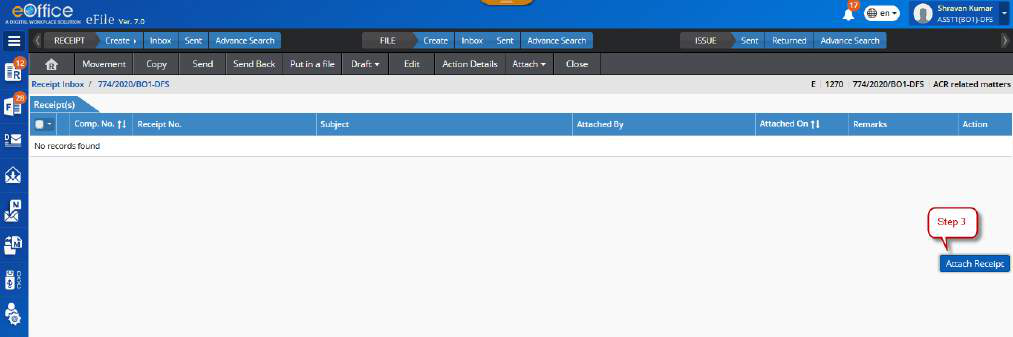 eOffice
A DIGITAL WORKPLACE SOLUTION
eFile Ver. 7.0
17
en
Shravan Kumar
ASST1(BO1)-DFS
RECEIPT Create Inbox Sent Advance Search FILE Create Inbox Sent Advance Search ISSUE Sent Returned Advance Search
Movement Copy Send Send Back Put in a file Draft Edit Action Details Attach Close
12
28
Receipt Inbox / 774/2020/BO1-DFS E | 1270 | 774/2020/BO1-DFS | ACR related matters
Receipt(s)
Comp. No. Receipt No. Subject Attached By Attached On Remarks Action
No records found
Step 3
Attach Receipt